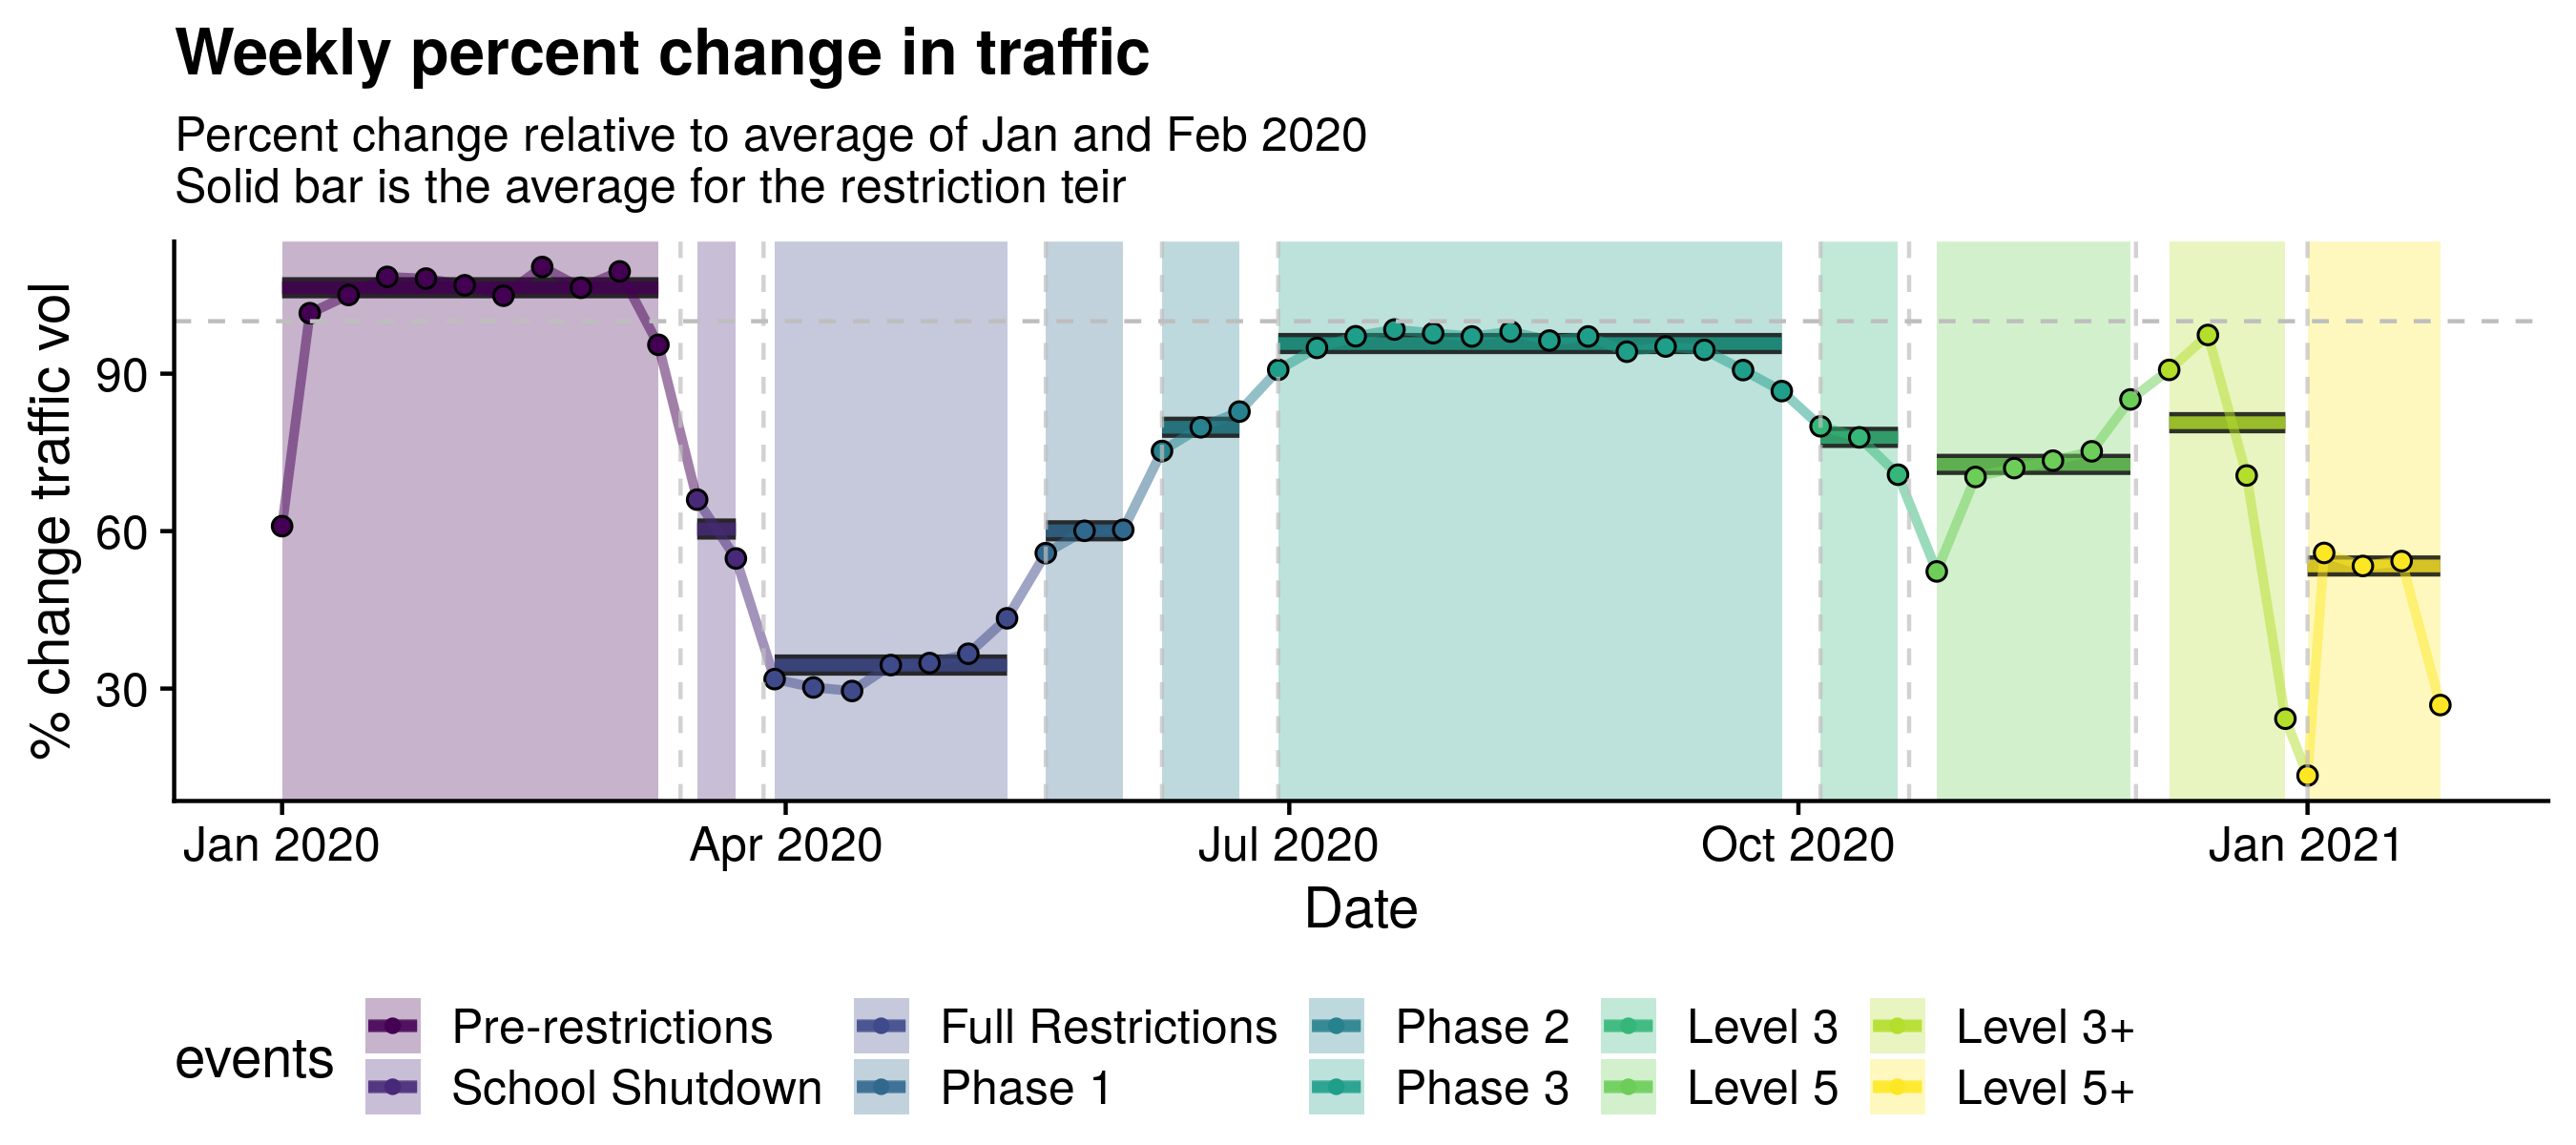 Weekly percent change in traffic
Percent change relative to average of Jan and Feb 2020
Solid bar is the average for the restriction teir
% change traffic vol
90
60
30
Jan 2020 Apr 2020 Jul 2020 Oct 2020 Jan 2021
Date
events
Pre-restrictions Full Restrictions Phase 2 Level 3 Level 3+
School Shutdown Phase 1 Phase 3 Level 5 Level 5+